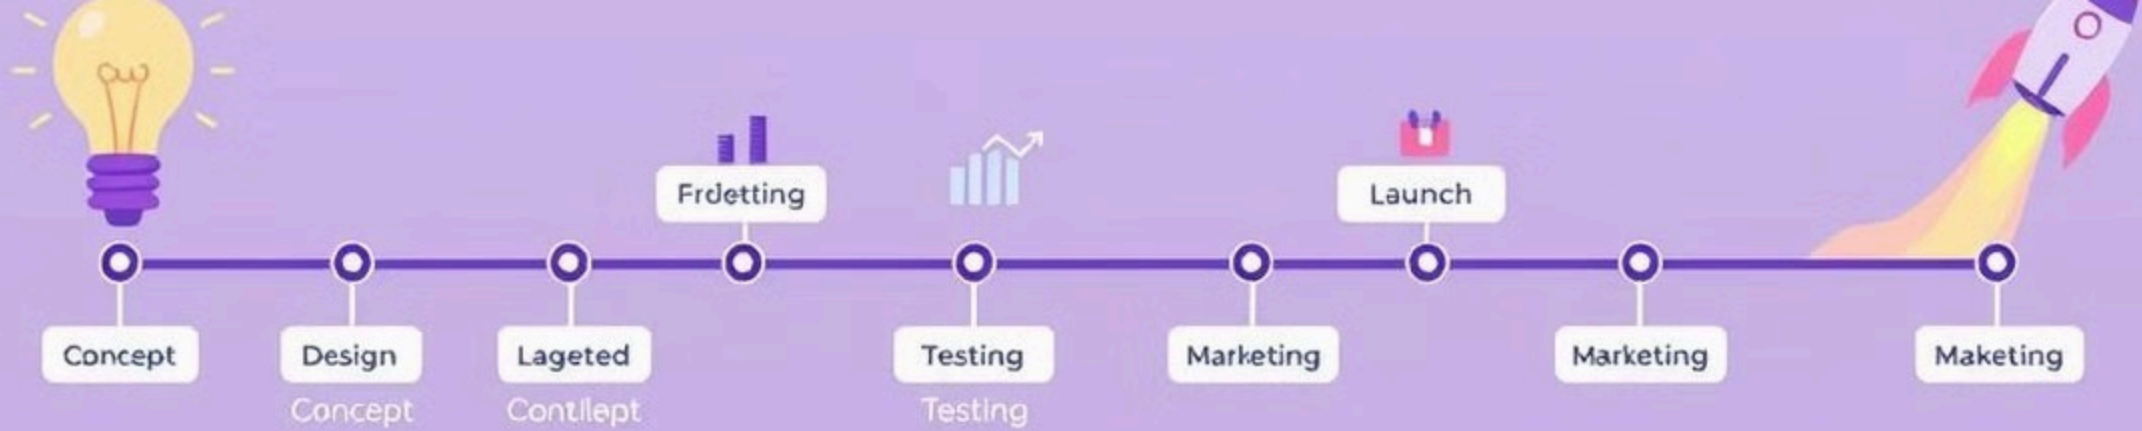 Frdetting
Launch
Concept
Design
Lageted
Testing
Marketing
Marketing
Maketing
Concept
Contilept
Testing